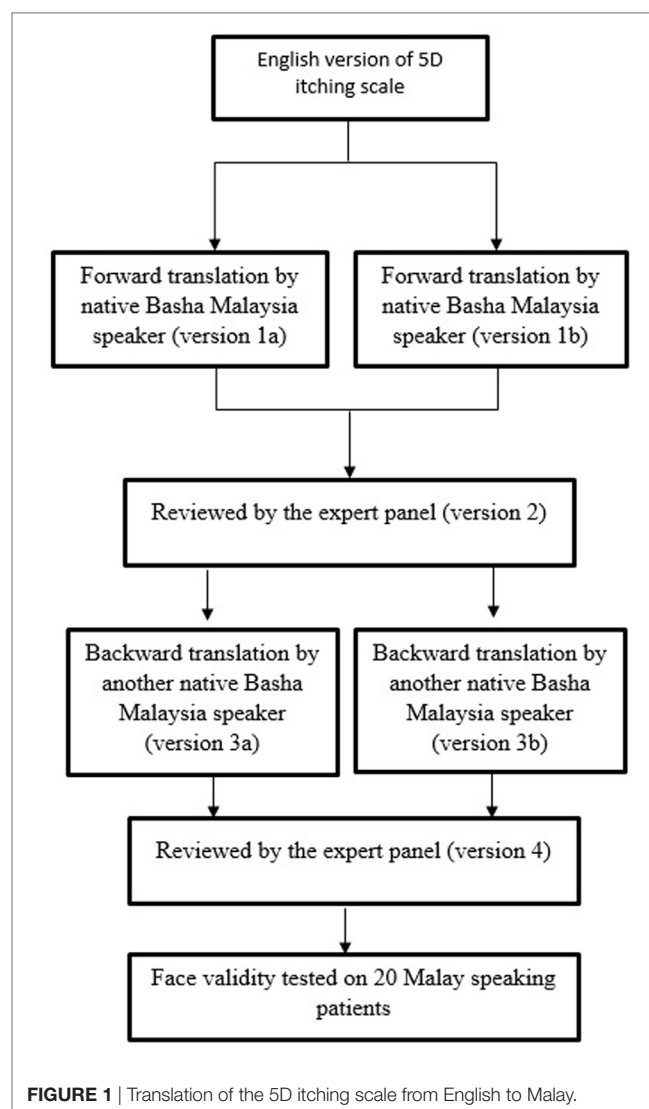 English version of 5D
itching scale
Forward translation by
native Basha Malaysia
speaker (version 1a)
Forward translation by
native Basha Malaysia
speaker (version 1b)
Reviewed by the expert panel (version 2)
Backward translation by
another native Basha
Malaysia speaker
(version 3a)
Backward translation by
another native Basha
Malaysia speaker
(version 3b)
Reviewed by the expert panel (version 4)
Face validity tested on 20 Malay speaking
patients
FIGURE 1 | Translation of the 5D itching scale from English to Malay.